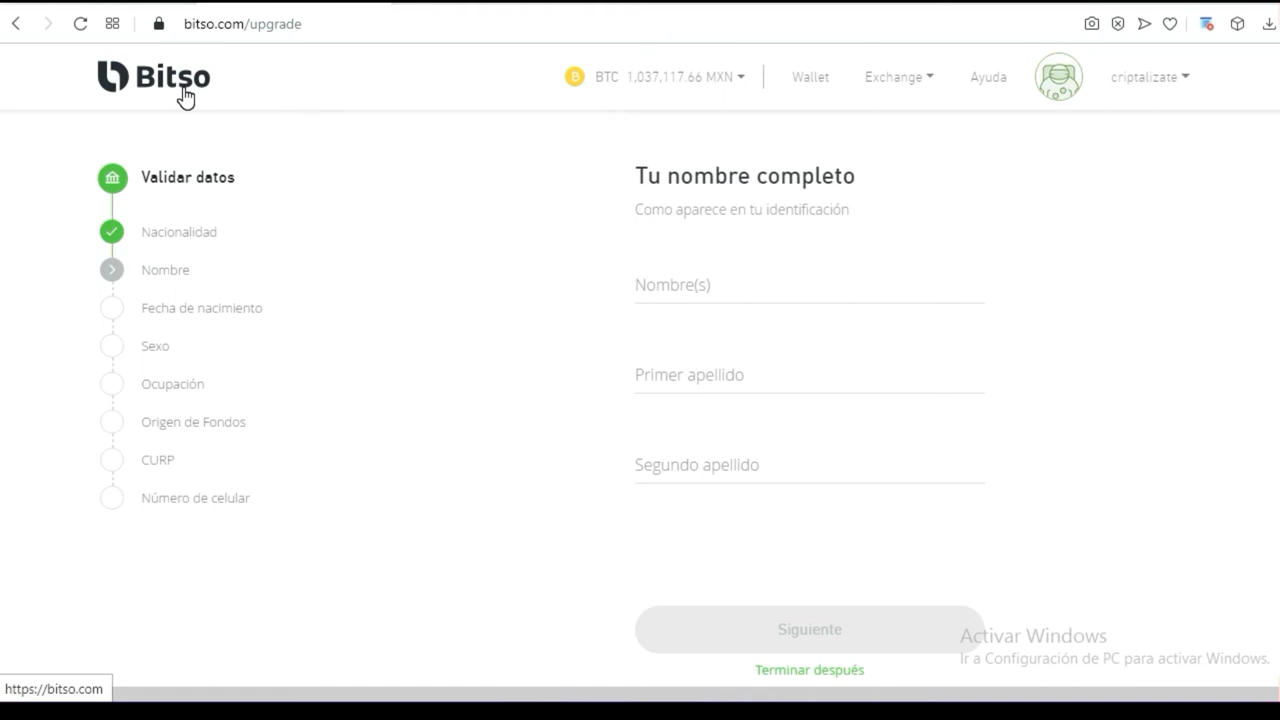 bitso.com/upgrade
Bitso
BTC 1,037,117.66 MXN
Wallet
Exchange
Ayuda
criptalizate
Validar datos
Nacionalidad
Nombre
Fecha de nacimiento
Sexo
Ocupación
Origen de Fondos
CURP
Número de celular
Tu nombre completo
Como aparece en tu identificación
Nombre(s)
Primer apellido
Segundo apellido
Siguiente
Terminar después
Activar Windows
Ir a Configuración de PC para activar Windows.
https://bitso.com